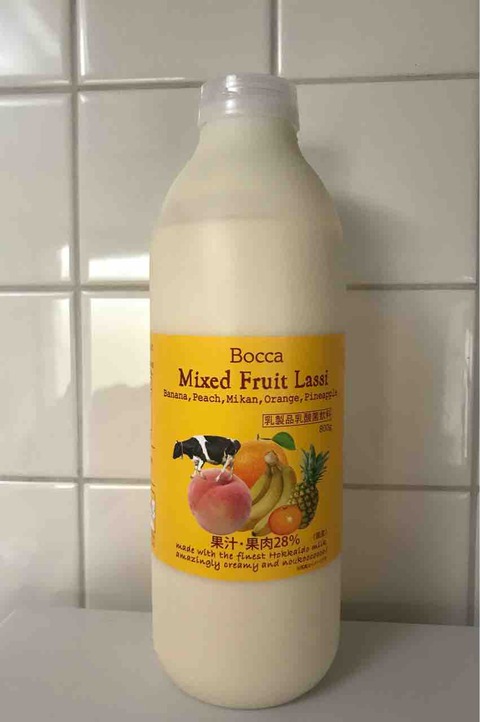 Bocca
Mixed Fruit Lassi
Banana, Peach, Mikan, Orange, Pineapple
乳製品乳酸菌飲料
800g
果汁・果肉28%
made with the finest Hokkaido milk
amazingly creamy and